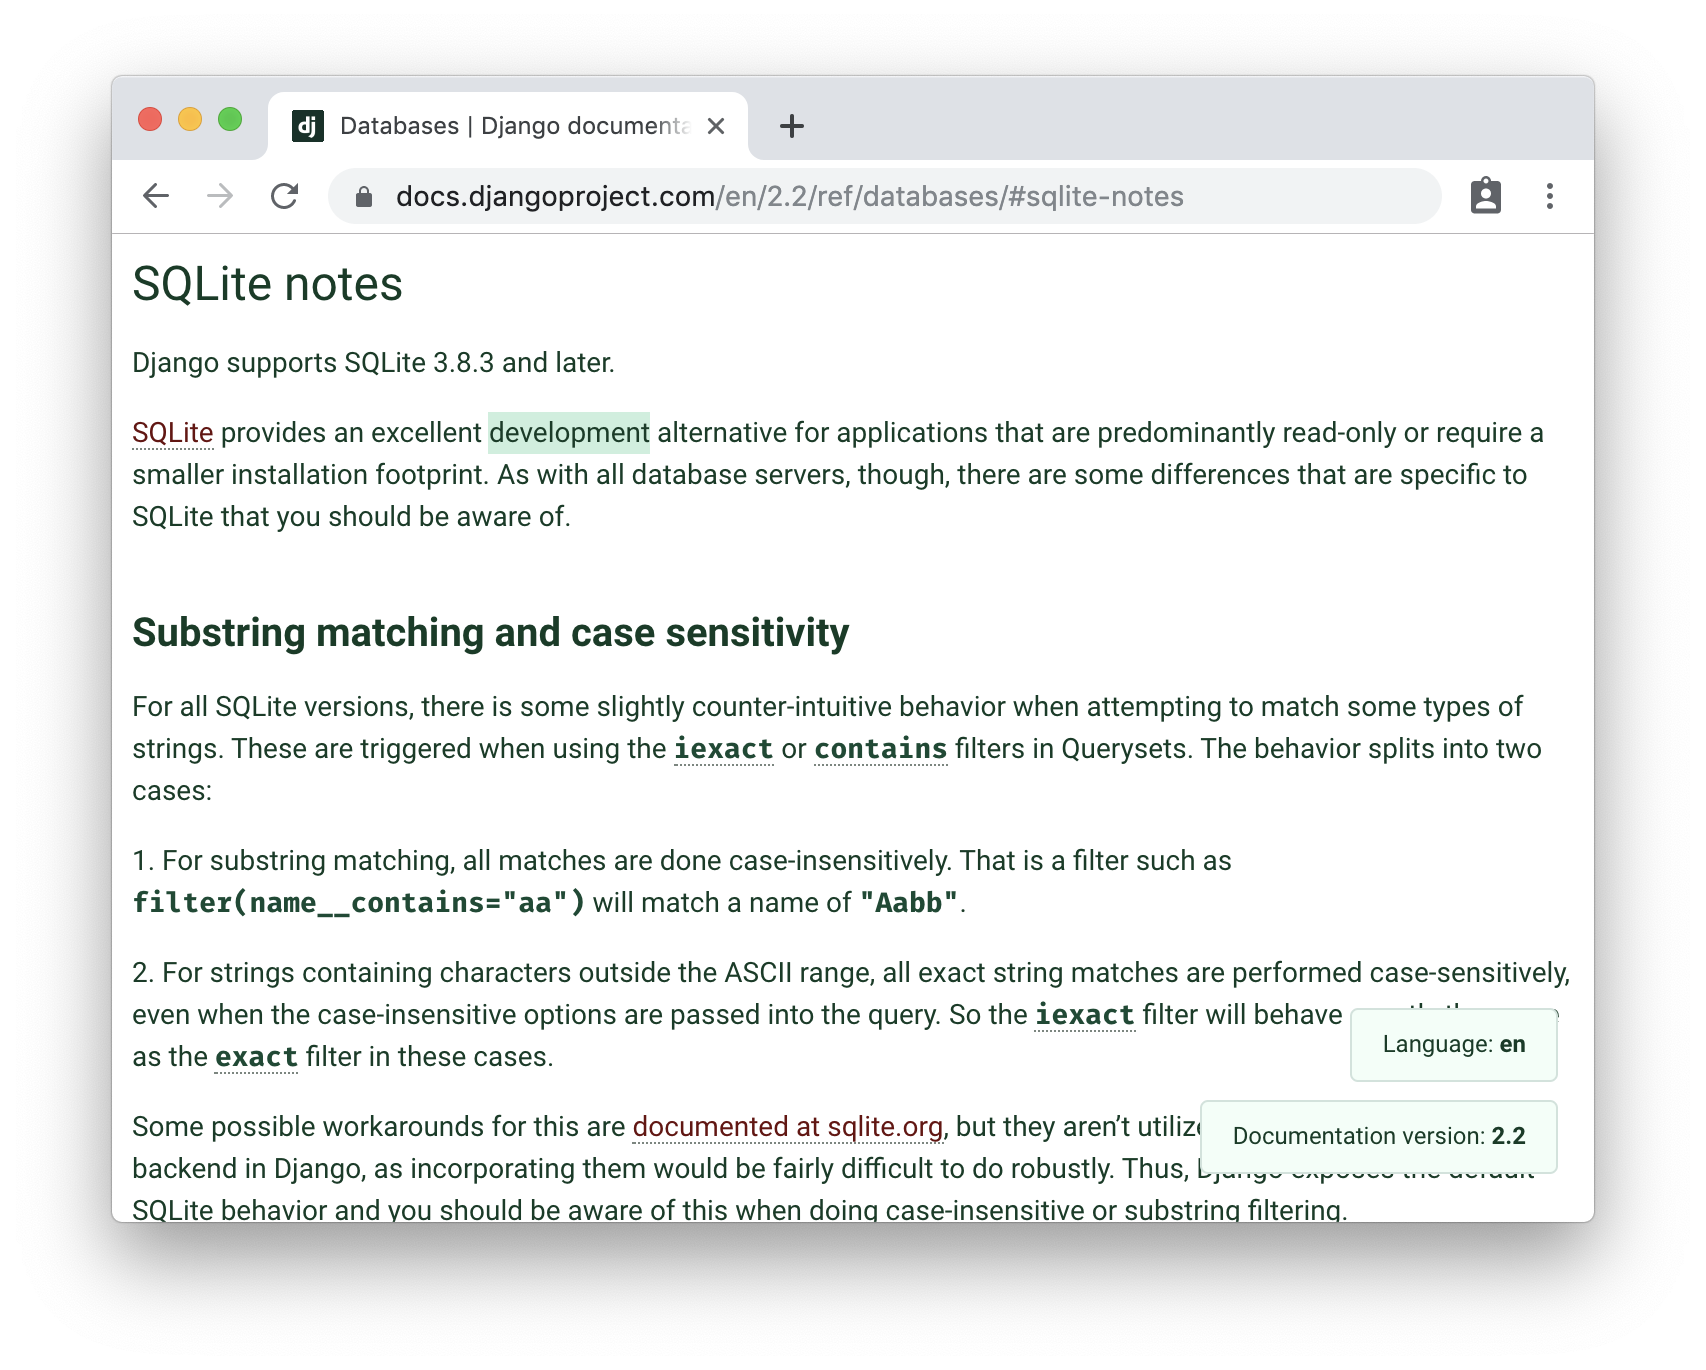 dj Databases | Django documenta
docs.djangoproject.com/en/2.2/ref/databases/#sqlite-notes
SQLite notes
Django supports SQLite 3.8.3 and later.
SQLite provides an excellent development alternative for applications that are predominantly read-only or require a
smaller installation footprint. As with all database servers, though, there are some differences that are specific to
SQLite that you should be aware of.
Substring matching and case sensitivity
For all SQLite versions, there is some slightly counter-intuitive behavior when attempting to match some types of
strings. These are triggered when using the iexact or contains filters in Querysets. The behavior splits into two
cases:
1. For substring matching, all matches are done case-insensitively. That is a filter such as
filter(name__contains="aa") will match a name of "Aabb".
2. For strings containing characters outside the ASCII range, all exact string matches are performed case-sensitively,
even when the case-insensitive options are passed into the query. So the iexact filter will behave
as the exact filter in these cases.
Language: en
Some possible workarounds for this are documented at sqlite.org, but they aren’t utiliz
Documentation version: 2.2
backend in Django, as incorporating them would be fairly difficult to do robustly. Thus, Django exposes the default
SQLite behavior and you should be aware of this when doing case-insensitive or substring filtering.